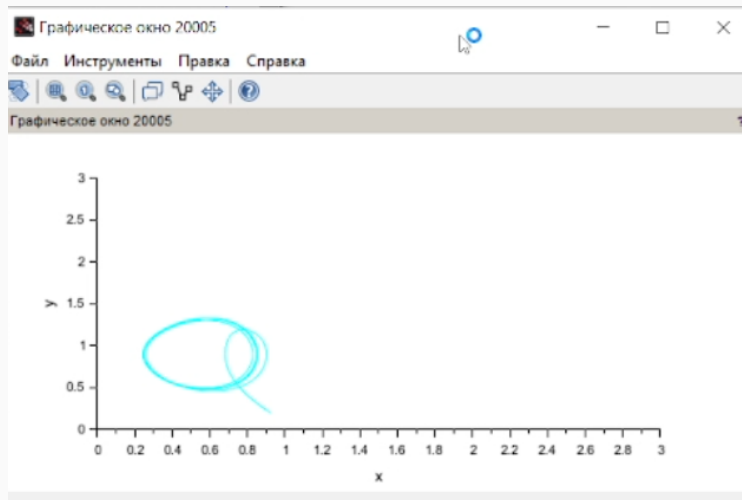 Графическое окно 20005
Файл Инструменты Правка Справка
Графическое окно 20005
3
2.5
2
y
1.5
1
0.5
0
0 0.2 0.4 0.6 0.8 1 1.2 1.4 1.6 1.8 2 2.2 2.4 2.6 2.8 3
x